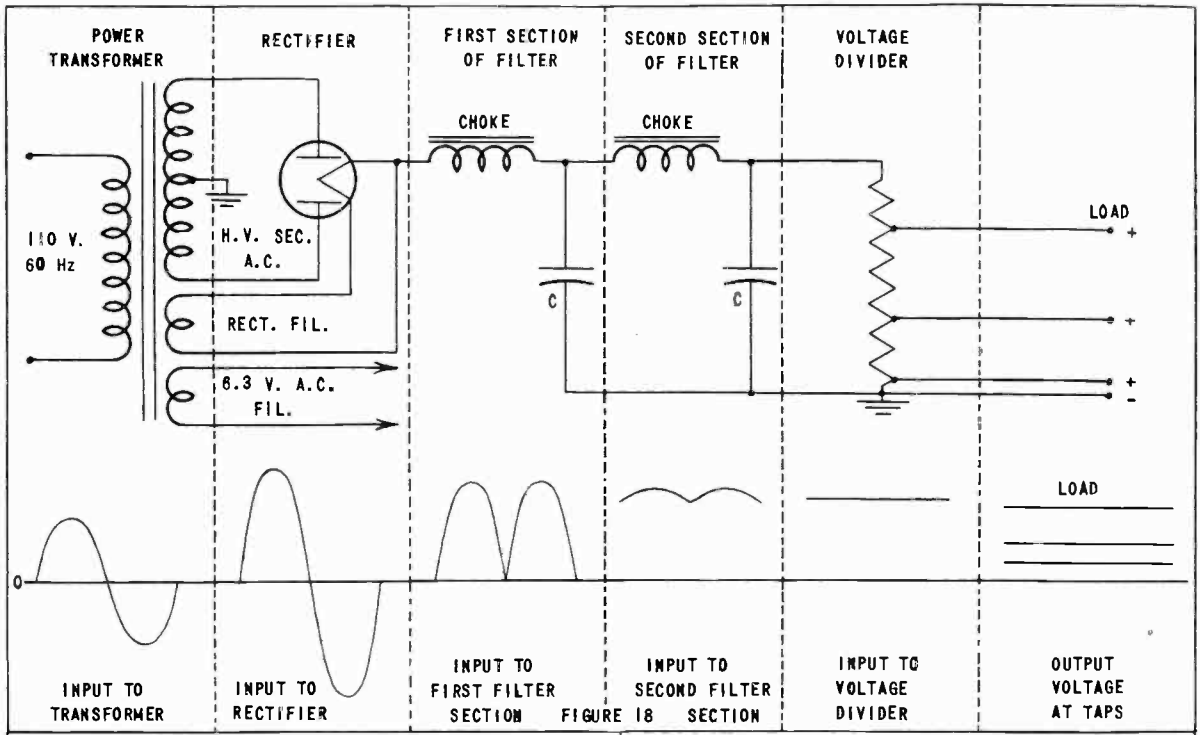 POWER
TRANSFORMER
RECTIFIER
FIRST SECTION
OF FILTER
SECOND SECTION
OF FILTER
VOLTAGE
DIVIDER
CHOKE
CHOKE
110 V.
60 Hz
H.V. SEC.
A.C.
RECT. FIL.
6.3 V. A.C.
FIL.
C
C
LOAD
+
+
+
-
LOAD
0
INPUT TO
TRANSFORMER
INPUT TO
RECTIFIER
INPUT TO
FIRST FILTER
SECTION
INPUT TO
SECOND FILTER
SECTION
INPUT TO
VOLTAGE
DIVIDER
OUTPUT
VOLTAGE
AT TAPS
FIGURE 18